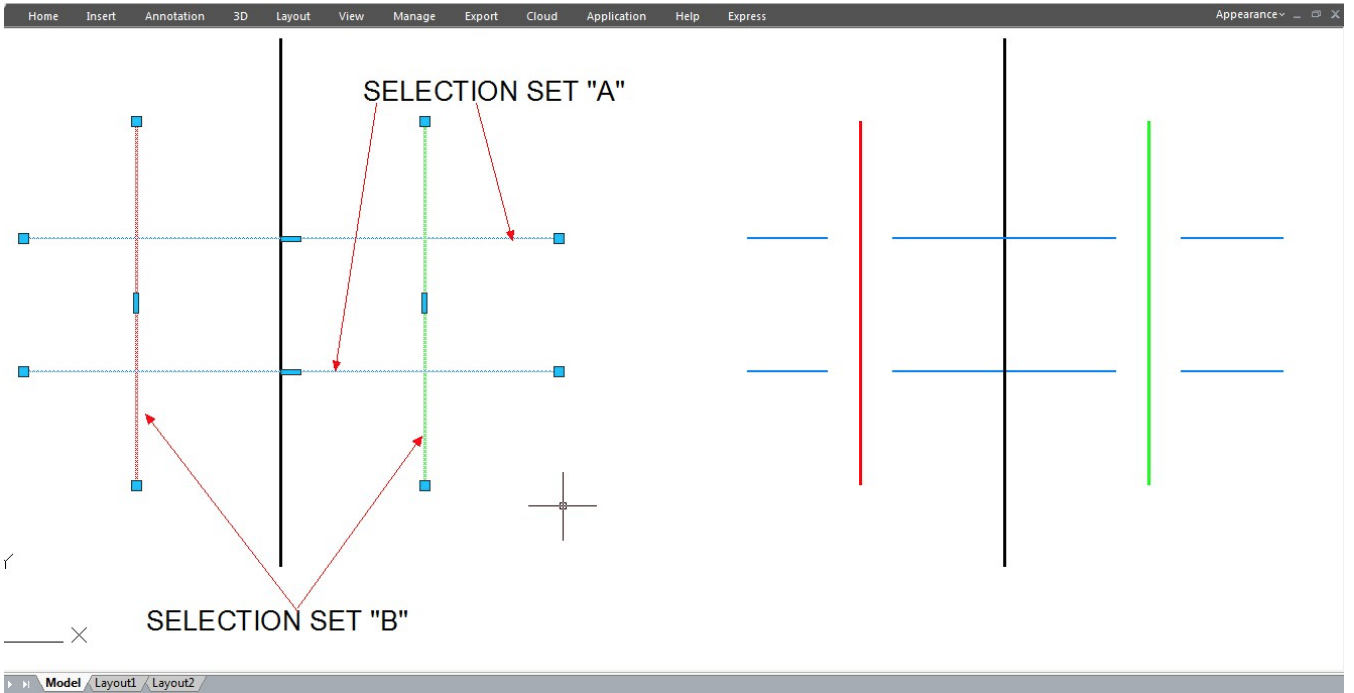 Home Insert Annotation 3D Layout View Manage Export Cloud Application Help Express Appearance
SELECTION SET "A"
SELECTION SET "B"
Y
X
Model Layout1 Layout2